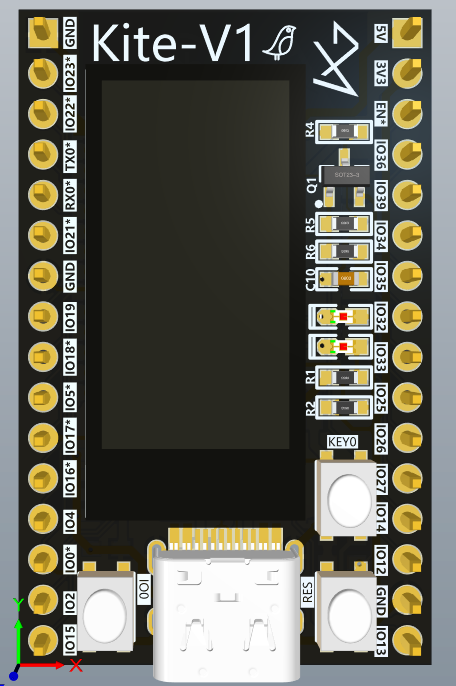 Kite-V1
GND
IO23*
IO22*
TX0*
RX0*
IO21*
GND
IO19
IO18*
IO5*
IO17*
IO16*
IO4
IO0*
IO2
IO15
R4
Q1
SOT23-3
R5
R6
C10
R1
R2
KEY0
IO0
RES
5V
3V3
EN*
IO36
IO39
IO34
IO35
IO32
IO33
IO25
IO26
IO27
IO14
IO12
GND
IO13
Y
X